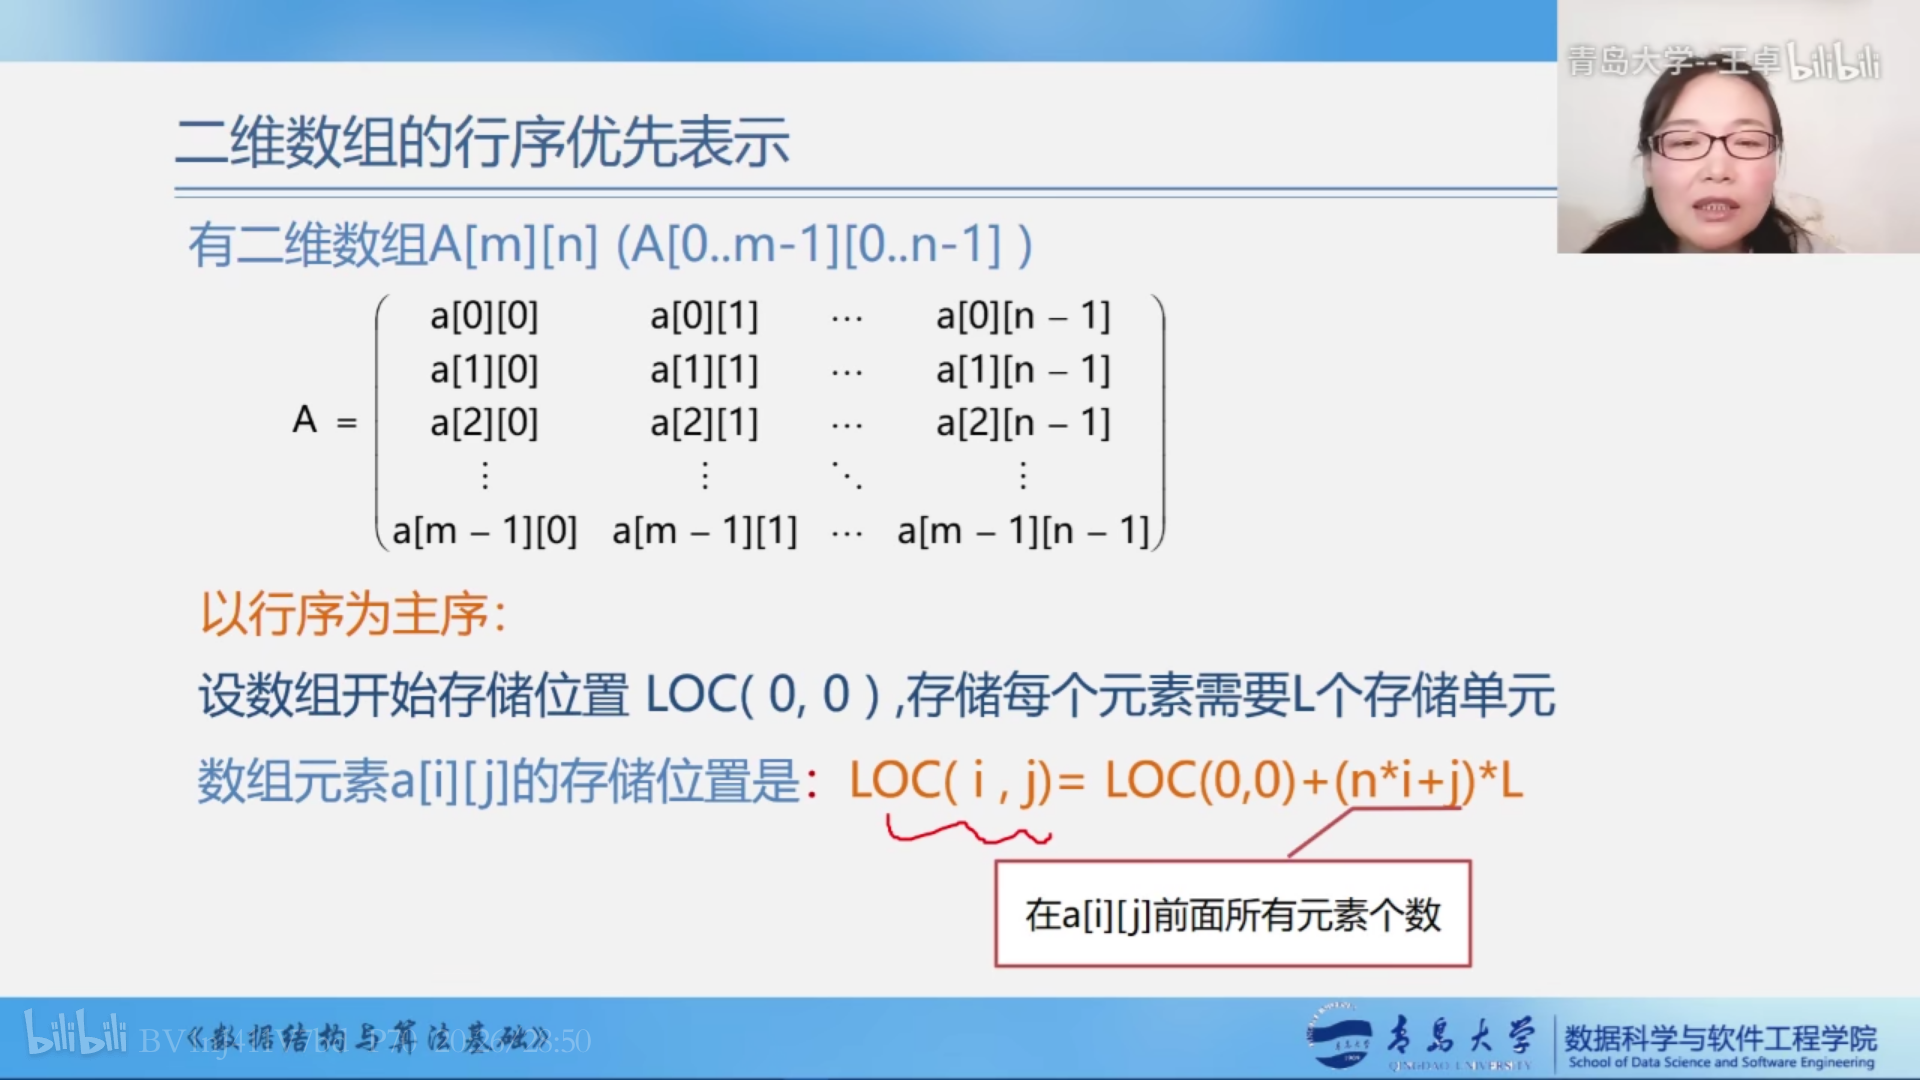 青岛大学--王卓 bilibili
二维数组的行序优先表示
有二维数组A[m][n] (A[0..m-1][0..n-1] )
a[0][0] a[0][1] ⋯ a[0][n − 1]
a[1][0] a[1][1] ⋯ a[1][n − 1]
A = a[2][0] a[2][1] ⋯ a[2][n − 1]
⋮ ⋮ ⋱ ⋮
a[m − 1][0] a[m − 1][1] ⋯ a[m − 1][n − 1]
以行序为主序：
设数组开始存储位置 LOC( 0, 0 ) ,存储每个元素需要L个存储单元
数组元素a[i][j]的存储位置是：LOC( i , j)= LOC(0,0)+(n*i+j)*L
在a[i][j]前面所有元素个数
bilibili
《数据结构与算法基础》
青岛大学
QINGDAO UNIVERSITY
数据科学与软件工程学院
School of Data Science and Software Engineering